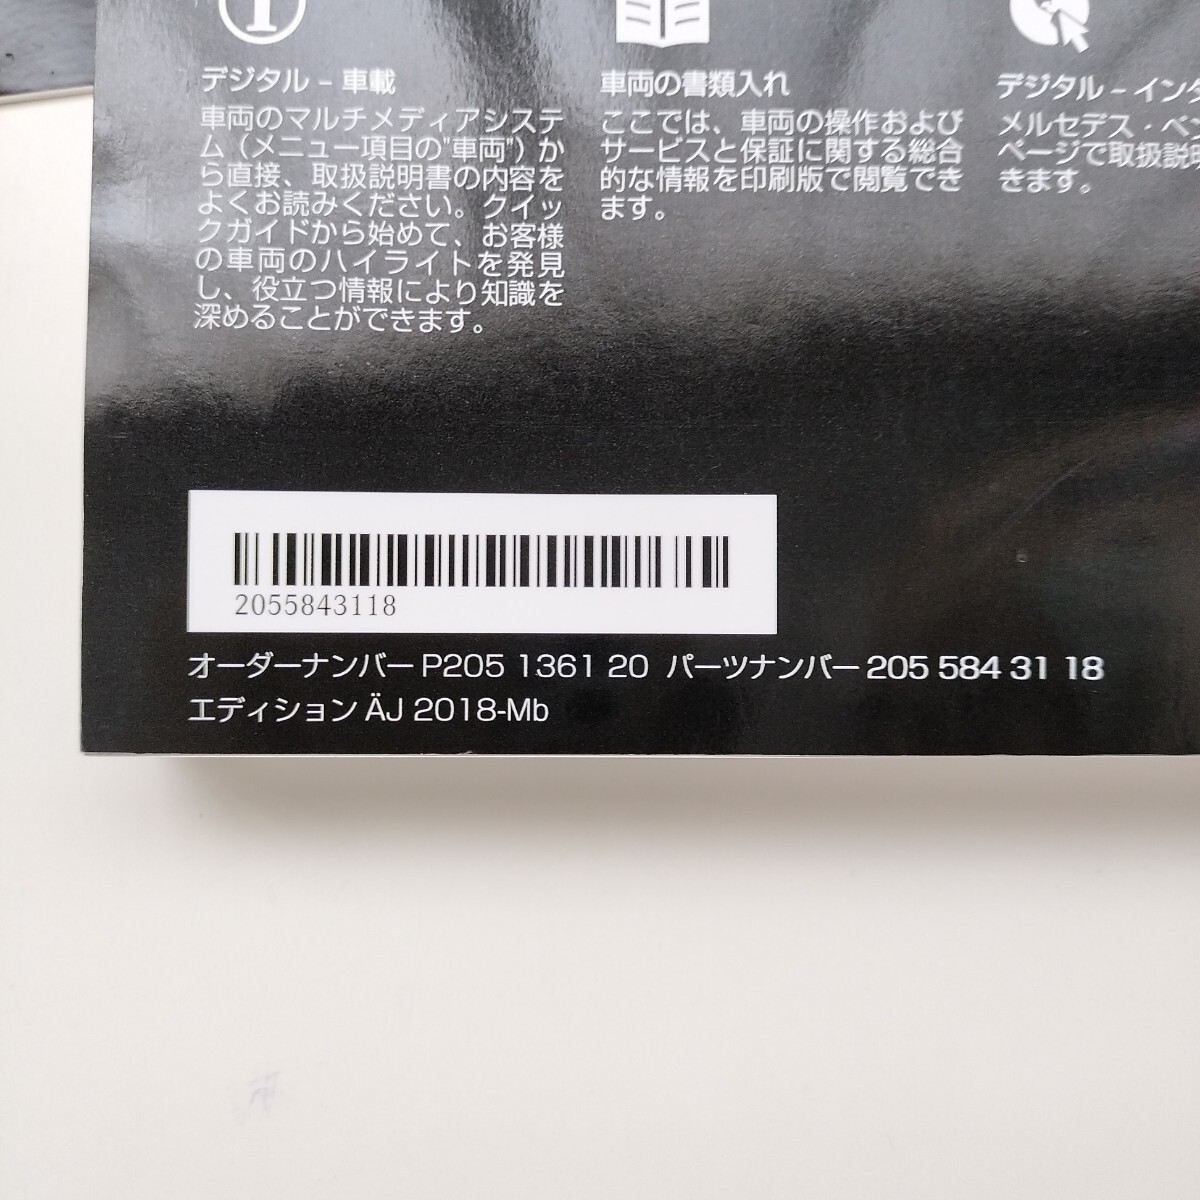 デジタル – 車載
車両のマルチメディアシステ
ム（メニュー項目の"車両"）か
ら直接、取扱説明書の内容を
よくお読みください。クイッ
クガイドから始めて、お客様
の車両のハイライトを発見
し、役立つ情報により知識を
深めることができます。
車両の書類入れ
ここでは、車両の操作および
サービスと保証に関する総合
的な情報を印刷版で閲覧でき
ます。
デジタル – インタ
メルセデス・ベ
ページで取扱説明
きます。
2055843118
オーダーナンバー P205 1361 20 パーツナンバー 205 584 31 18
エディション ÄJ 2018-Mb